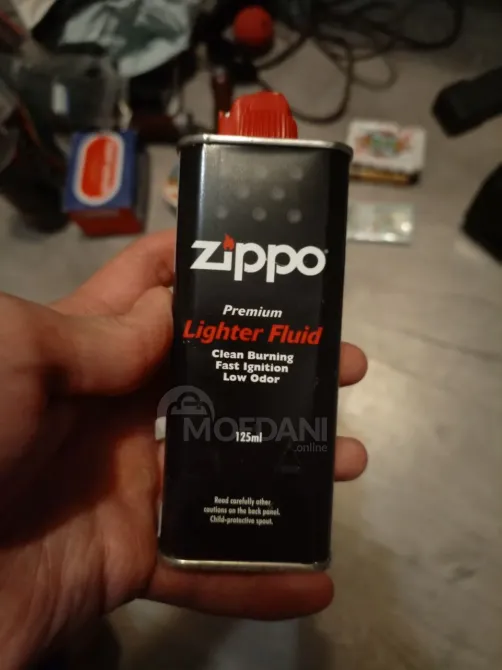 zippo
Premium
Lighter Fluid
Clean Burning
Fast Ignition
Low Odor
MOEDANI
.online
125ml
Read carefully other
cautions on the back panel.
Child-protective spout.